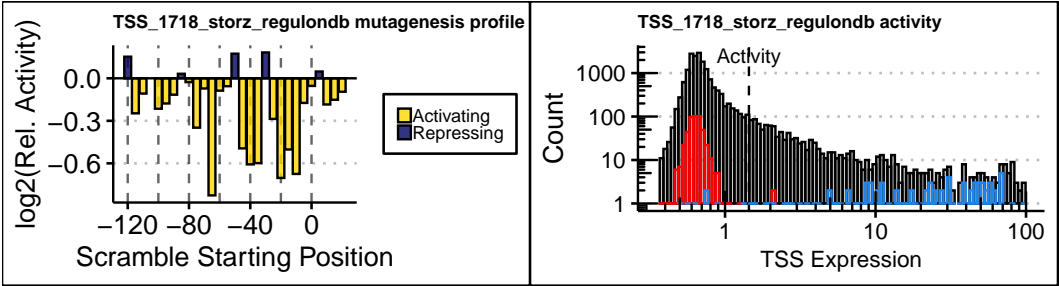 TSS_1718_storz_regulondb mutagenesis profile
log2(Rel. Activity)
0.0
−0.3
−0.6
−120 −80 −40 0
Scramble Starting Position
Activating
Repressing
TSS_1718_storz_regulondb activity
Activity
Count
1000
100
10
1
1 10 100
TSS Expression